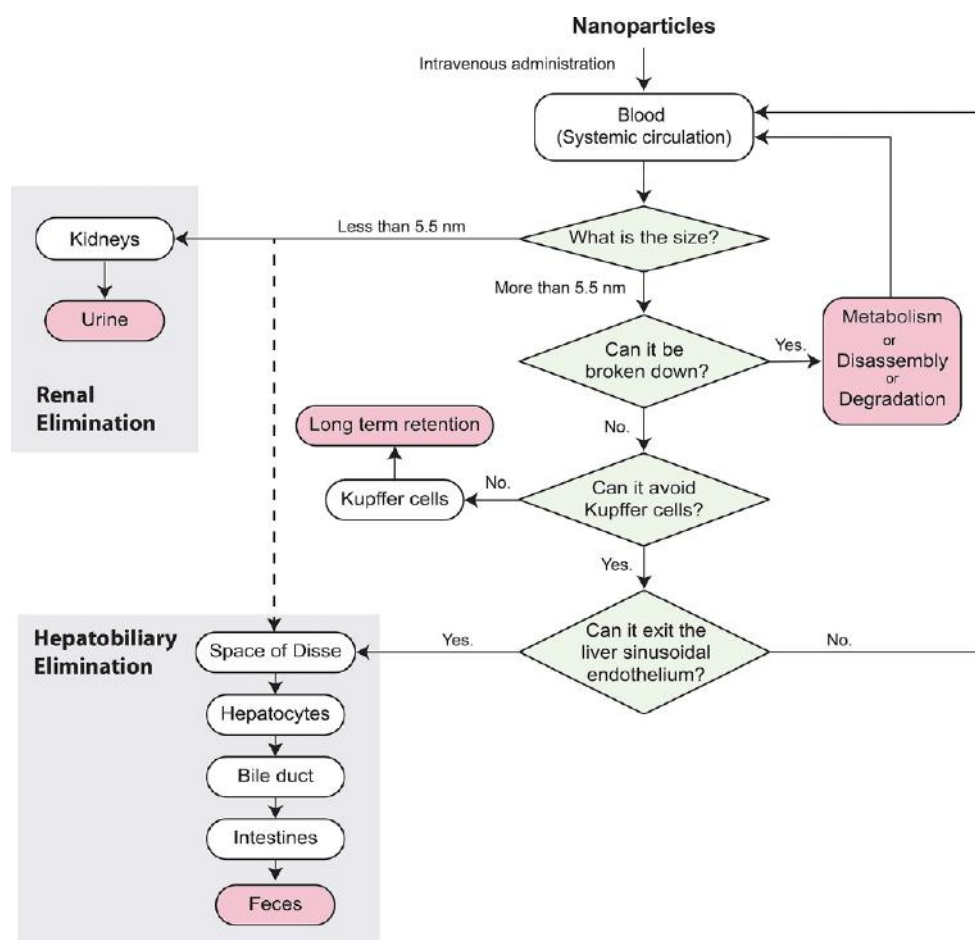 Nanoparticles
Intravenous administration
Blood
(Systemic circulation)
What is the size?
Less than 5.5 nm
Kidneys
Urine
Renal
Elimination
More than 5.5 nm
Can it be
broken down?
Yes.
Metabolism
or
Disassembly
or
Degradation
No.
Can it avoid
Kupffer cells?
No.
Kupffer cells
Long term retention
Yes.
Can it exit the
liver sinusoidal
endothelium?
No.
Yes.
Hepatobiliary
Elimination
Space of Disse
Hepatocytes
Bile duct
Intestines
Feces